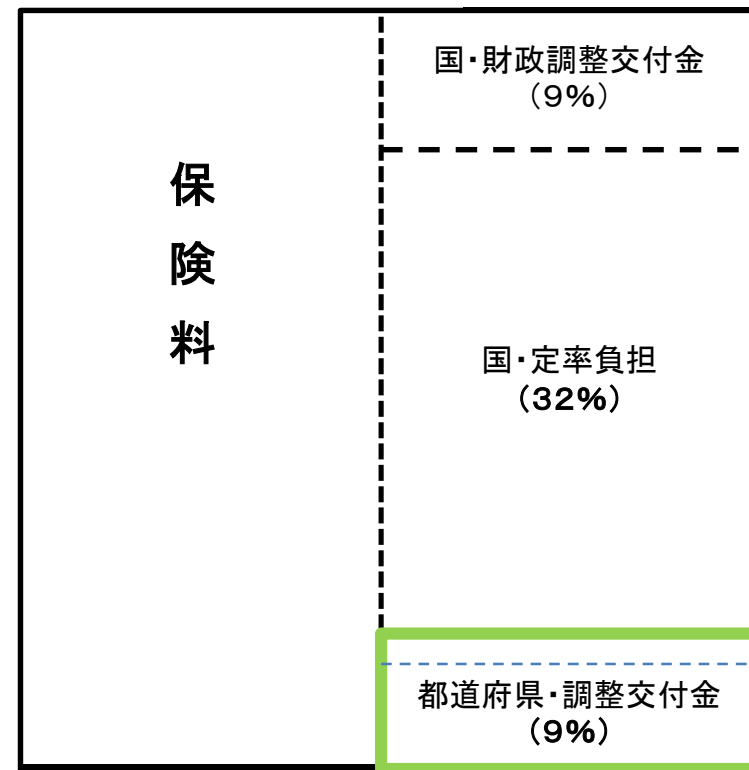 保
険
料
国・財政調整交付金
（9%）
国・定率負担
（32%）
都道府県・調整交付金
（9%）